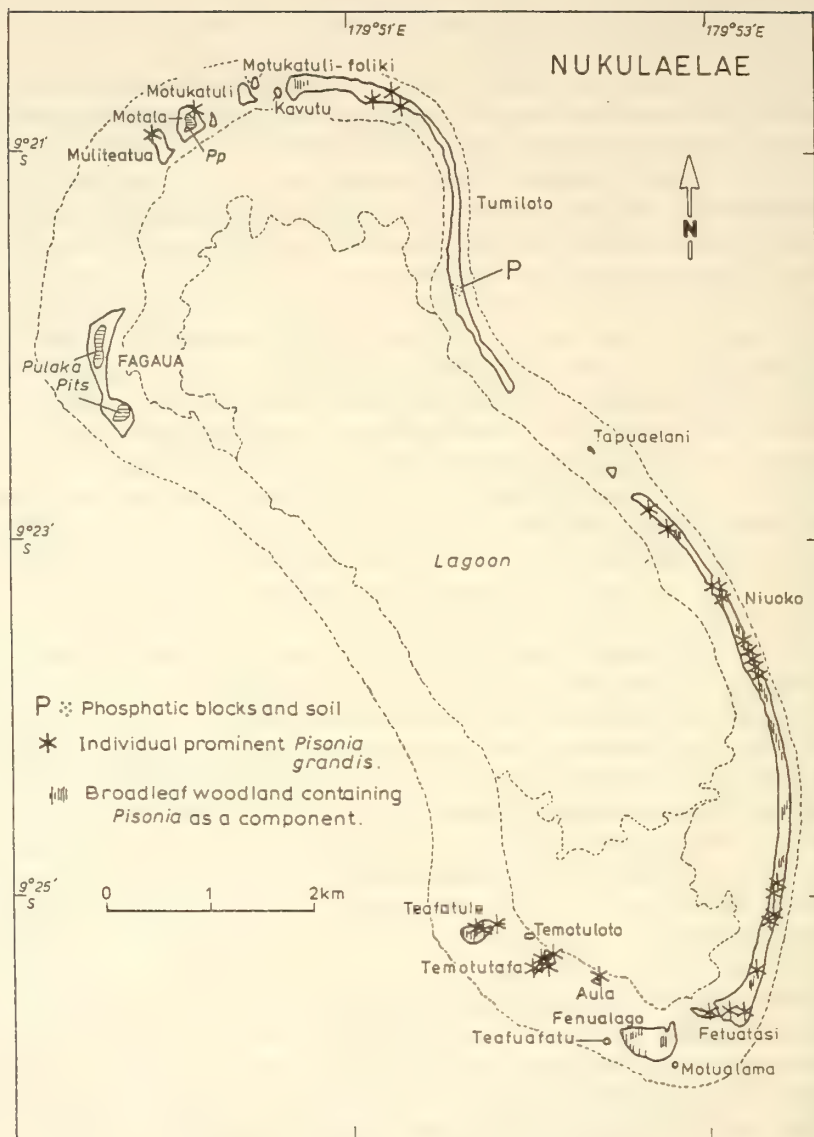 179°51'E
179°53'E
NUKULAELAE
Motukatuli-foliki
Motukatuli
Kavutu
Motala
Pp
Muliteatua
9°21'
S
N
Tumiloto
P
Pulaka
Pits
FAGAUA
Tapuaelani
9°23'
S
Lagoon
Niuoko
P Phosphatic blocks and soil
Individual prominent Pisonia
grandis.
Broadleaf woodland containing
Pisonia as a component.
0 1 2km
9°25'
S
Teafatule
Temotuloto
Temotutafa
Aula
Fenualago
Fetuatasi
Teafuafatu
Motualama